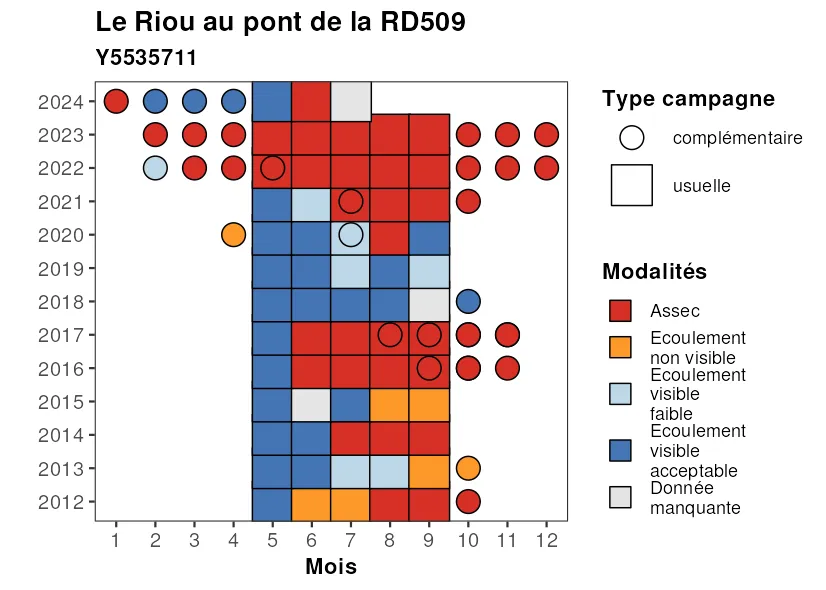 Le Riou au pont de la RD509
Y5535711
2024
2023
2022
2021
2020
2019
2018
2017
2016
2015
2014
2013
2012
1 2 3 4 5 6 7 8 9 10 11 12
Mois
Type campagne
complémentaire
usuelle
Modalités
Assec
Ecoulement
non visible
Ecoulement
visible
faible
Ecoulement
visible
acceptable
Donnée
manquante